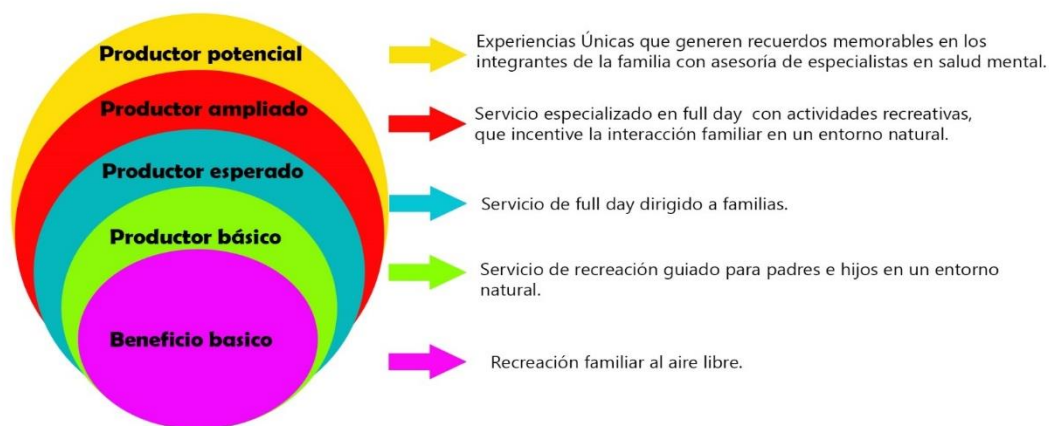 Productor potencial
Experiencias Únicas que generen recuerdos memorables en los
integrantes de la familia con asesoría de especialistas en salud mental.
Productor ampliado
Servicio especializado en full day con actividades recreativas,
que incentive la interacción familiar en un entorno natural.
Productor esperado
Servicio de full day dirigido a familias.
Productor básico
Servicio de recreación guiado para padres e hijos en un entorno
natural.
Beneficio basico
Recreación familiar al aire libre.